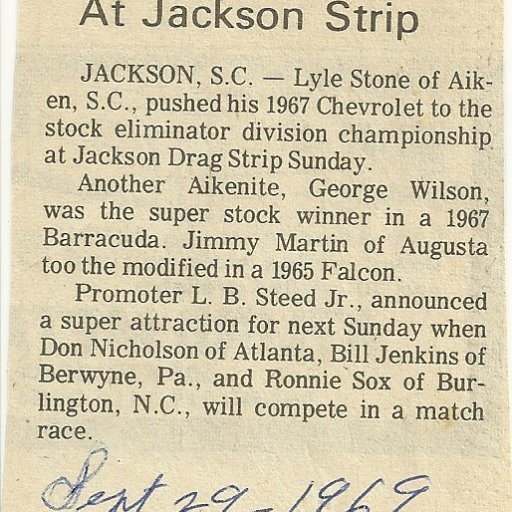 At Jackson Strip
JACKSON, S.C. — Lyle Stone of Aik-
en, S.C., pushed his 1967 Chevrolet to the
stock eliminator division championship
at Jackson Drag Strip Sunday.
Another Aikenite, George Wilson,
was the super stock winner in a 1967
Barracuda. Jimmy Martin of Augusta
too the modified in a 1965 Falcon.
Promoter L. B. Steed Jr., announced
a super attraction for next Sunday when
Don Nicholson of Atlanta, Bill Jenkins of
Berwyne, Pa., and Ronnie Sox of Bur-
lington, N.C., will compete in a match
race.
Sept 29-1969